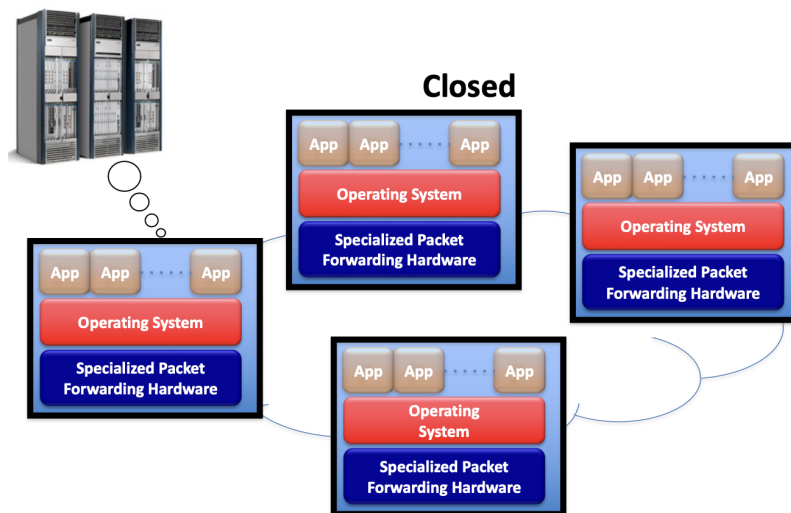 Closed
App App App
Operating System
Specialized Packet
Forwarding Hardware
App App App
Operating System
Specialized Packet
Forwarding Hardware
App App App
Operating System
Specialized Packet
Forwarding Hardware
App App App
Operating
System
Specialized Packet
Forwarding Hardware